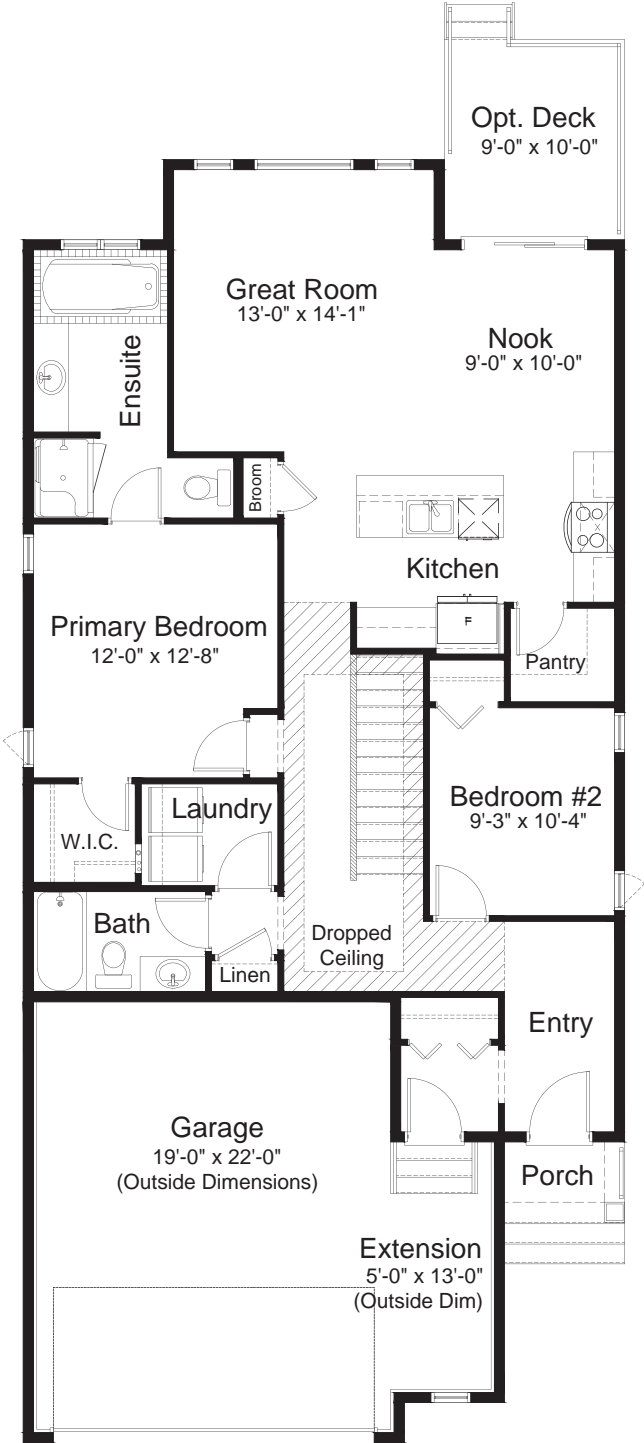 Opt. Deck
9'-0" x 10'-0"
Great Room
13'-0" x 14'-1"
Nook
9'-0" x 10'-0"
Ensuite
Broom
Kitchen
F
Primary Bedroom
12'-0" x 12'-8"
Pantry
Bedroom #2
9'-3" x 10'-4"
Laundry
W.I.C.
Bath
Linen
Dropped
Ceiling
Entry
Garage
19'-0" x 22'-0"
(Outside Dimensions)
Porch
Extension
5'-0" x 13'-0"
(Outside Dim)